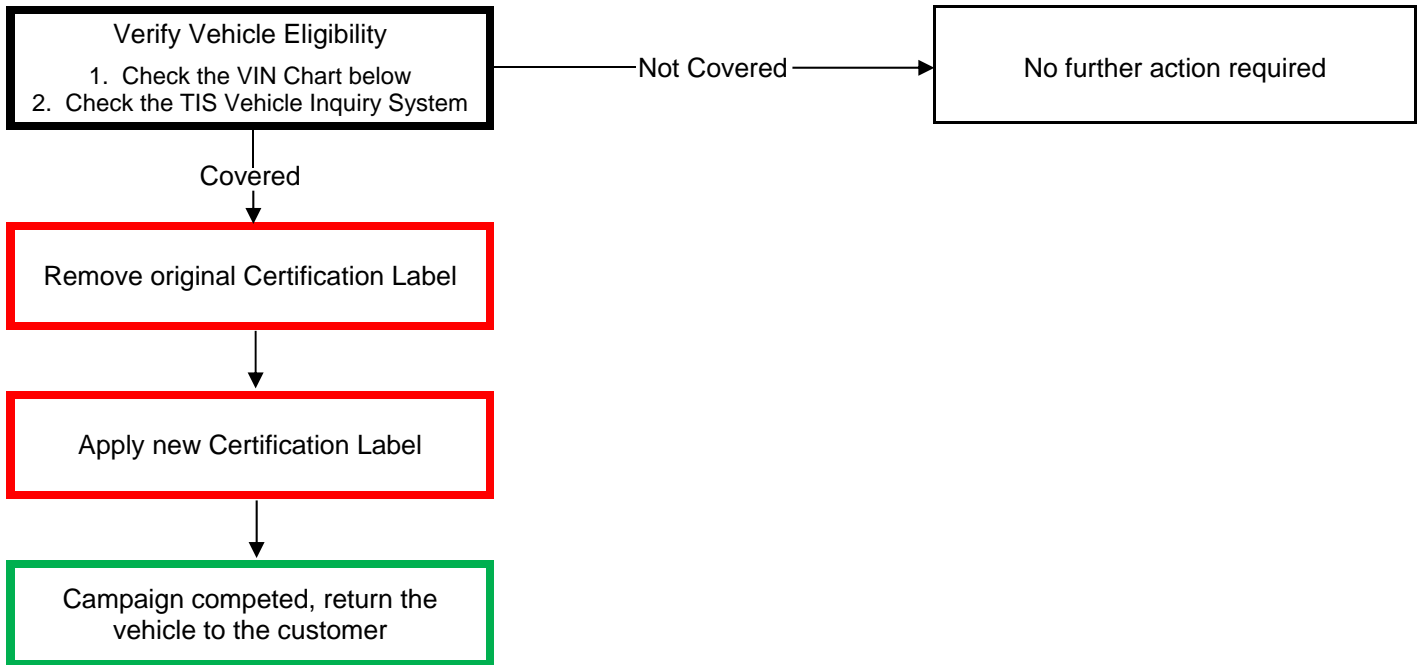 Verify Vehicle Eligibility
1. Check the VIN Chart below
2. Check the TIS Vehicle Inquiry System
Not Covered
No further action required
Covered
Remove original Certification Label
Apply new Certification Label
Campaign competed, return the
vehicle to the customer